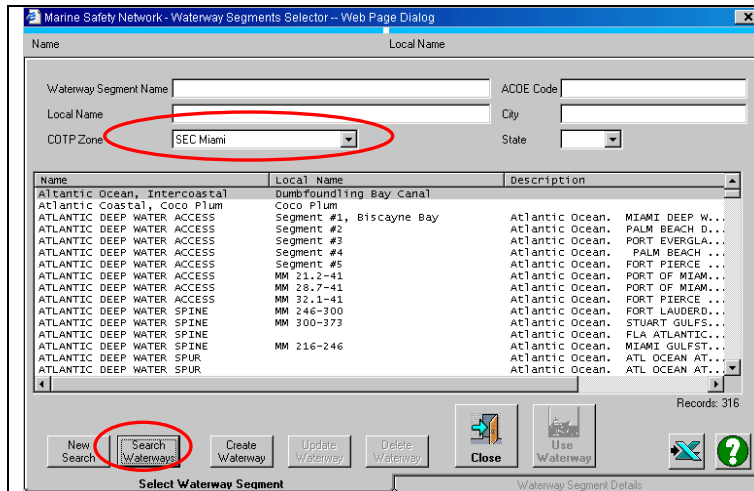 Marine Safety Network - Waterway Segments Selector -- Web Page Dialog
Name Local Name
Waterway Segment Name ACOE Code
Local Name City
COTP Zone SEC Miami State
Name Local Name Description
Altantic Ocean, Intercoastal Dumbfoundling Bay Canal
Atlantic Coastal, Coco Plum Coco Plum
ATLANTIC DEEP WATER ACCESS Segment #1, Biscayne Bay Atlantic Ocean. MIAMI DEEP W...
ATLANTIC DEEP WATER ACCESS Segment #2 Atlantic Ocean. PALM BEACH D...
ATLANTIC DEEP WATER ACCESS Segment #3 Atlantic Ocean. PORT EVERGLA...
ATLANTIC DEEP WATER ACCESS Segment #4 Atlantic Ocean. PALM BEACH ...
ATLANTIC DEEP WATER ACCESS Segment #5 Atlantic Ocean. FORT PIERCE ...
ATLANTIC DEEP WATER ACCESS MM 21.2-41 Atlantic Ocean. PORT OF MIAM...
ATLANTIC DEEP WATER ACCESS MM 28.7-41 Atlantic Ocean. PORT OF MIAM...
ATLANTIC DEEP WATER ACCESS MM 32.1-41 Atlantic Ocean. FORT PIERCE ...
ATLANTIC DEEP WATER SPINE MM 246-300 Atlantic Ocean. FORT LAUDERD...
ATLANTIC DEEP WATER SPINE MM 300-373 Atlantic Ocean. STUART GULFS...
ATLANTIC DEEP WATER SPINE Atlantic Ocean. FLA ATLANTIC...
ATLANTIC DEEP WATER SPINE MM 216-246 Atlantic Ocean. MIAMI GULFST...
ATLANTIC DEEP WATER SPUR Atlantic Ocean. ATL OCEAN AT...
ATLANTIC DEEP WATER SPUR Atlantic Ocean. ATL OCEAN AT...
Records: 316
New Search
Search Waterways
Create Waterway
Update Waterway
Delete Waterway
Close
Use Waterway
Select Waterway Segment Waterway Segment Details